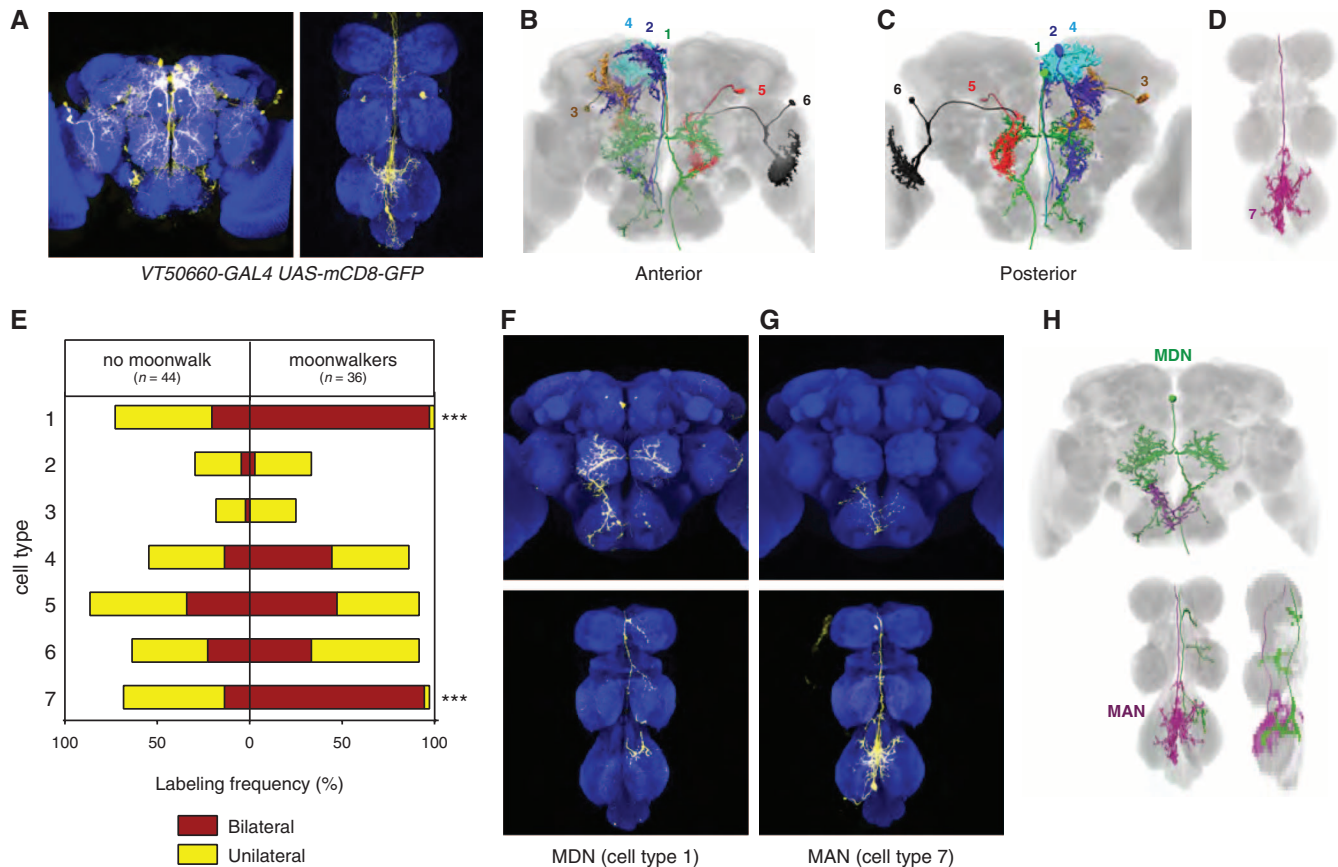 A
B
C
D
4
2
1
3
5
6
1
2
4
6
5
3
7
VT50660-GAL4 UAS-mCD8-GFP
Anterior
Posterior
E
F
G
H
no moonwalk
(n = 44)
moonwalkers
(n = 36)
cell type
1
***
2
3
4
5
6
7
***
100
50
0
50
100
Labeling frequency (%)
Bilateral
Unilateral
MDN (cell type 1)
MAN (cell type 7)
MDN
MAN